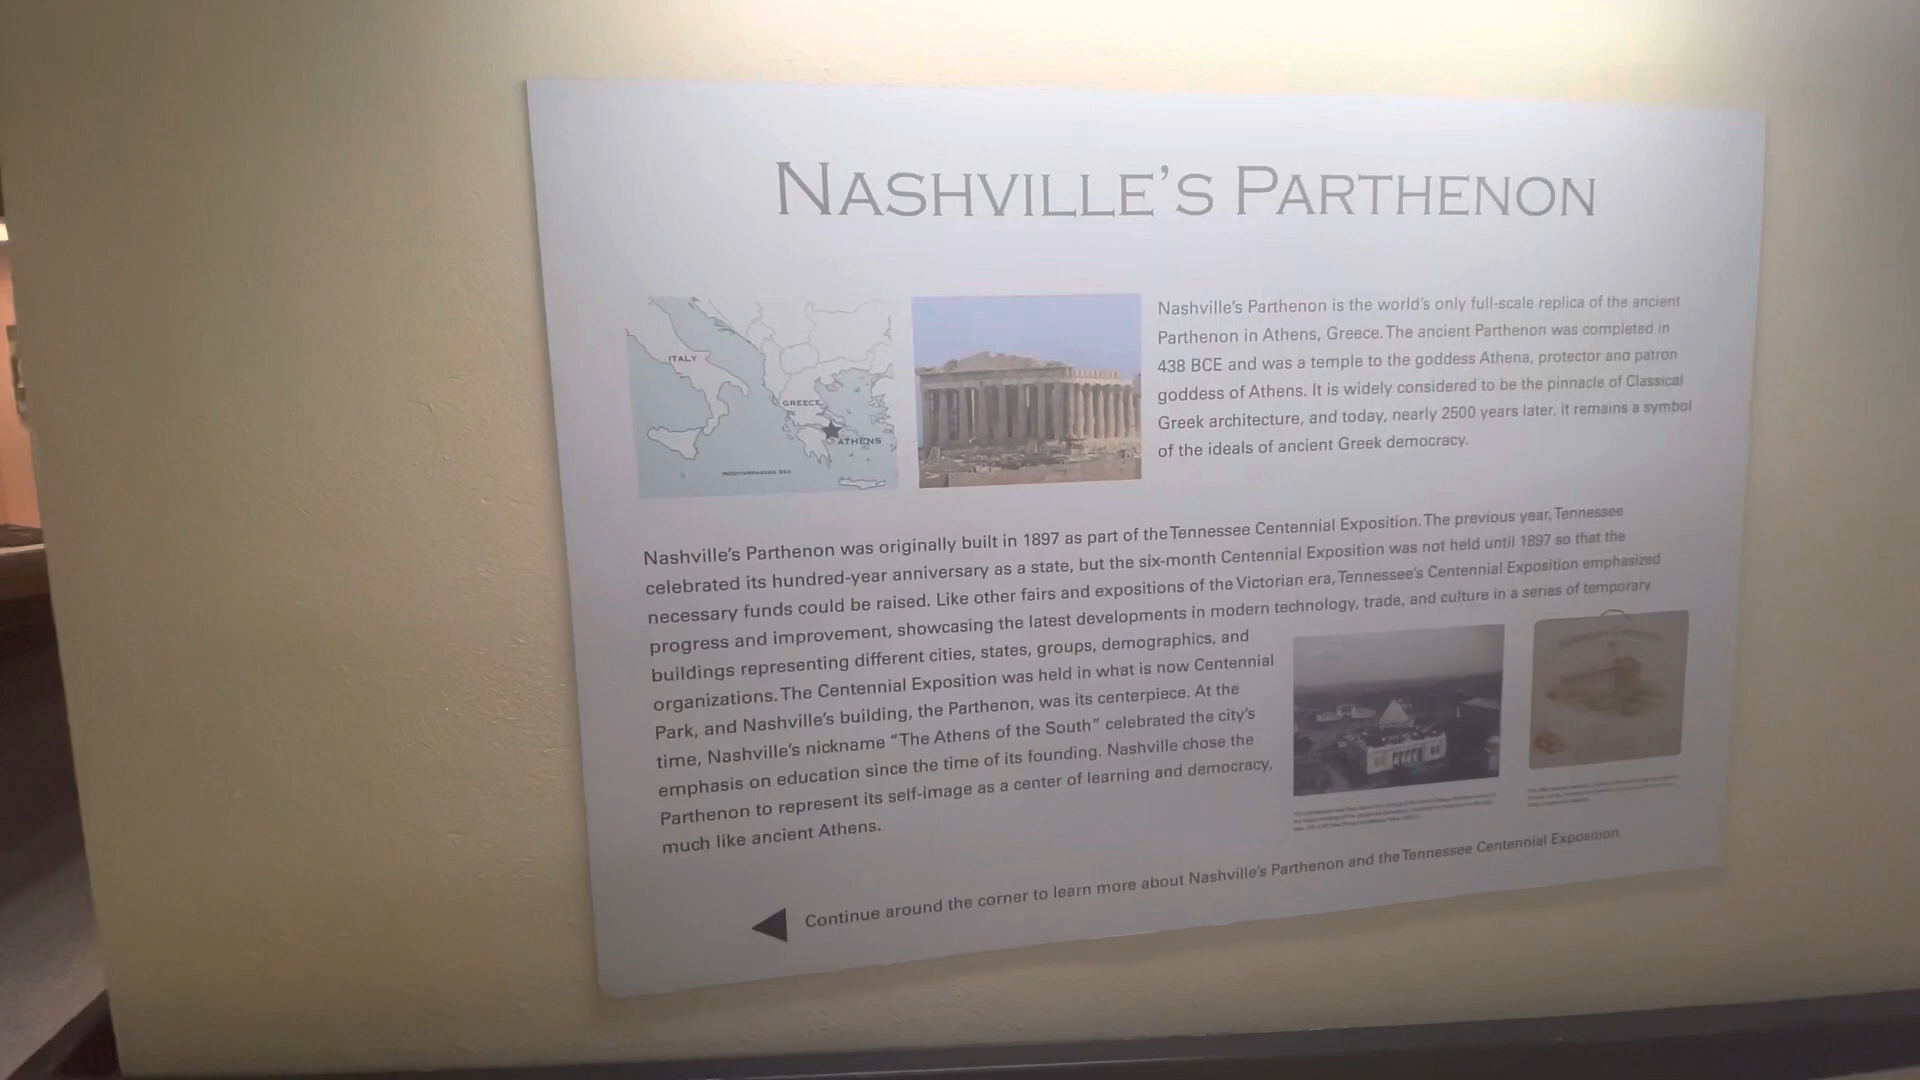 NASHVILLE'S PARTHENON
ITALY
GREECE
ATHENS
MEDITERRANEAN SEA
Nashville's Parthenon is the world's only full-scale replica of the ancient
Parthenon in Athens, Greece. The ancient Parthenon was completed in
438 BCE and was a temple to the goddess Athena, protector and patron
goddess of Athens. It is widely considered to be the pinnacle of Classical
Greek architecture, and today, nearly 2500 years later, it remains a symbol
of the ideals of ancient Greek democracy.
Nashville's Parthenon was originally built in 1897 as part of the Tennessee Centennial Exposition. The previous year, Tennessee
celebrated its hundred-year anniversary as a state, but the six-month Centennial Exposition was not held until 1897 so that the
necessary funds could be raised. Like other fairs and expositions of the Victorian era, Tennessee's Centennial Exposition emphasized
progress and improvement, showcasing the latest developments in modern technology, trade, and culture in a series of temporary
buildings representing different cities, states, groups, demographics, and
organizations. The Centennial Exposition was held in what is now Centennial
Park, and Nashville's building, the Parthenon, was its centerpiece. At the
time, Nashville's nickname “The Athens of the South” celebrated the city's
emphasis on education since the time of its founding. Nashville chose the
Parthenon to represent its self-image as a center of learning and democracy,
much like ancient Athens.
Continue around the corner to learn more about Nashville's Parthenon and the Tennessee Centennial Exposition.